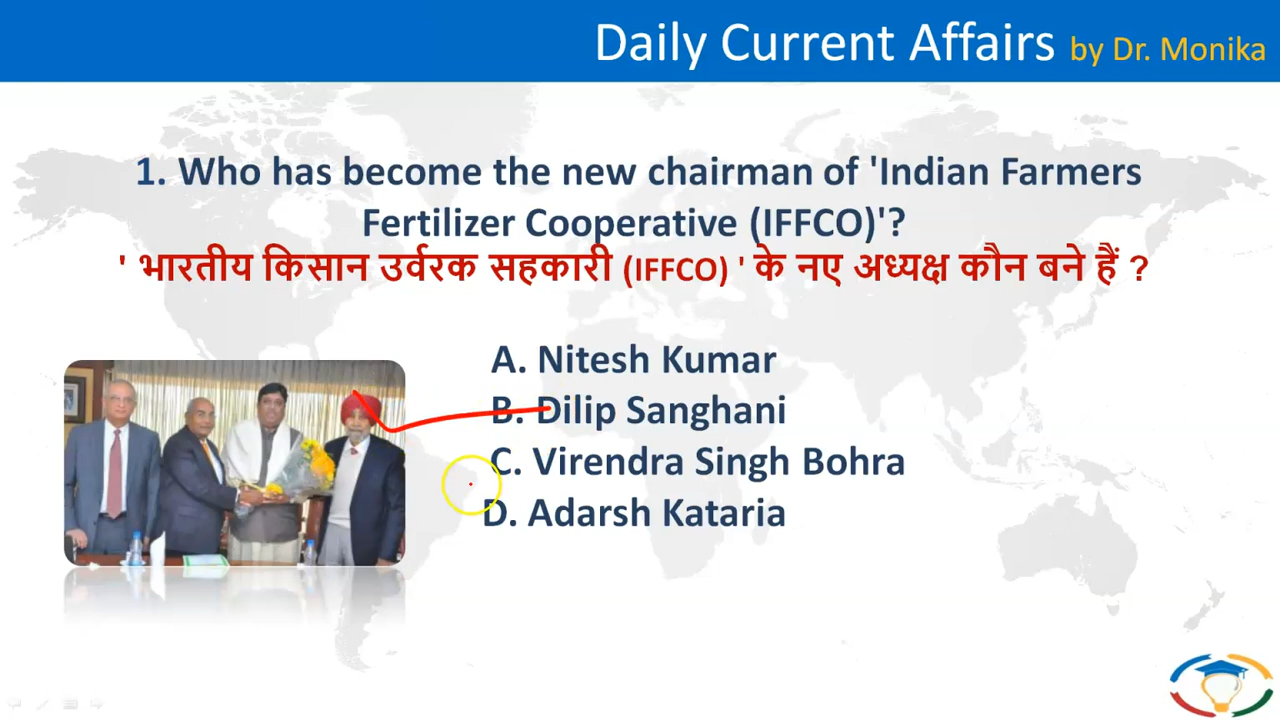 Daily Current Affairs by Dr. Monika
1. Who has become the new chairman of 'Indian Farmers
Fertilizer Cooperative (IFFCO)'?
' भारतीय किसान उर्वरक सहकारी (IFFCO) ' के नए अध्यक्ष कौन बने हैं ?
A. Nitesh Kumar
B. Dilip Sanghani
C. Virendra Singh Bohra
D. Adarsh Kataria